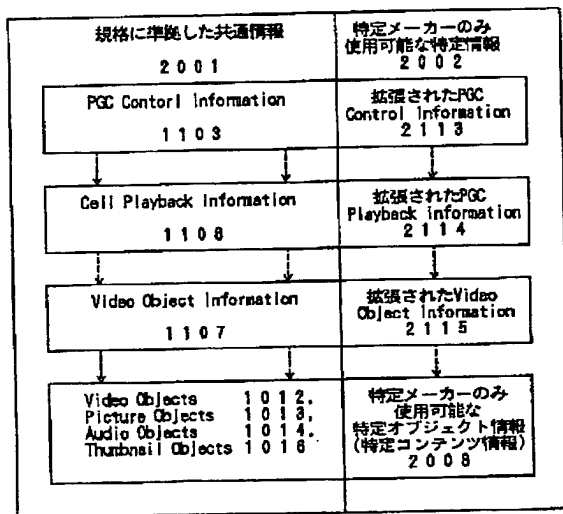 規格に準拠した共通情報
2001
特定メーカーのみ
使用可能な特定情報
2002
PGC Contorl Information
1103
拡張されたPGC
Control Information
2113
Cell Playback Information
1108
拡張されたPGC
Playback Information
2114
Video Object Information
1107
拡張されたVideo
Object Information
2115
Video Objects 1012.
Picture Objects 1013,
Audio Objects 1014.
Thumbnail Objects 1016
特定メーカーのみ
使用可能な
特定オブジェクト情報
(特定コンテンツ情報)
2008